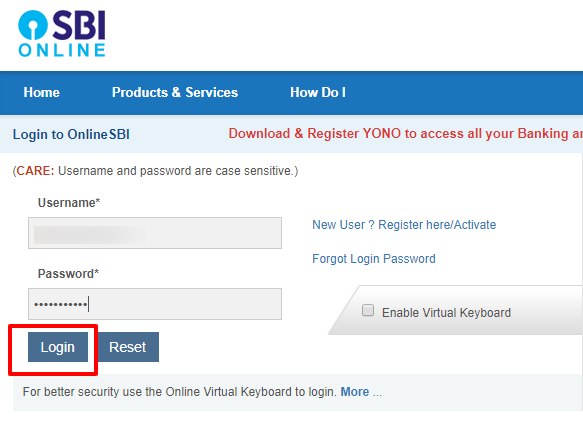 SBI
ONLINE
Home Products & Services How Do I
Login to OnlineSBI Download & Register YONO to access all your Banking
(CARE: Username and password are case sensitive.)
Username*
New User ? Register here/Activate
Forgot Login Password
Password*
•••••••••••
Enable Virtual Keyboard
Login Reset
For better security use the Online Virtual Keyboard to login. More ...